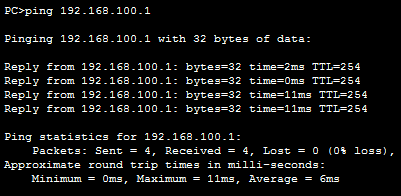 PC>ping 192.168.100.1
Pinging 192.168.100.1 with 32 bytes of data:
Reply from 192.168.100.1: bytes=32 time=2ms TTL=254
Reply from 192.168.100.1: bytes=32 time=0ms TTL=254
Reply from 192.168.100.1: bytes=32 time=11ms TTL=254
Reply from 192.168.100.1: bytes=32 time=11ms TTL=254
Ping statistics for 192.168.100.1:
Packets: Sent = 4, Received = 4, Lost = 0 (0% loss),
Approximate round trip times in milli-seconds:
Minimum = 0ms, Maximum = 11ms, Average = 6ms